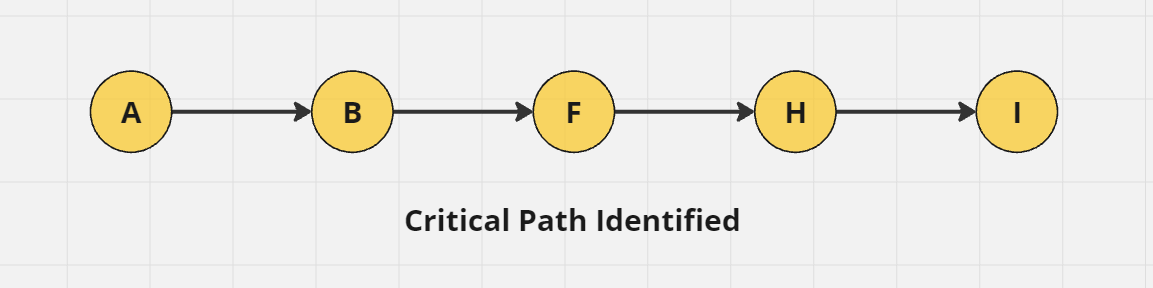 A B F H I
Critical Path Identified